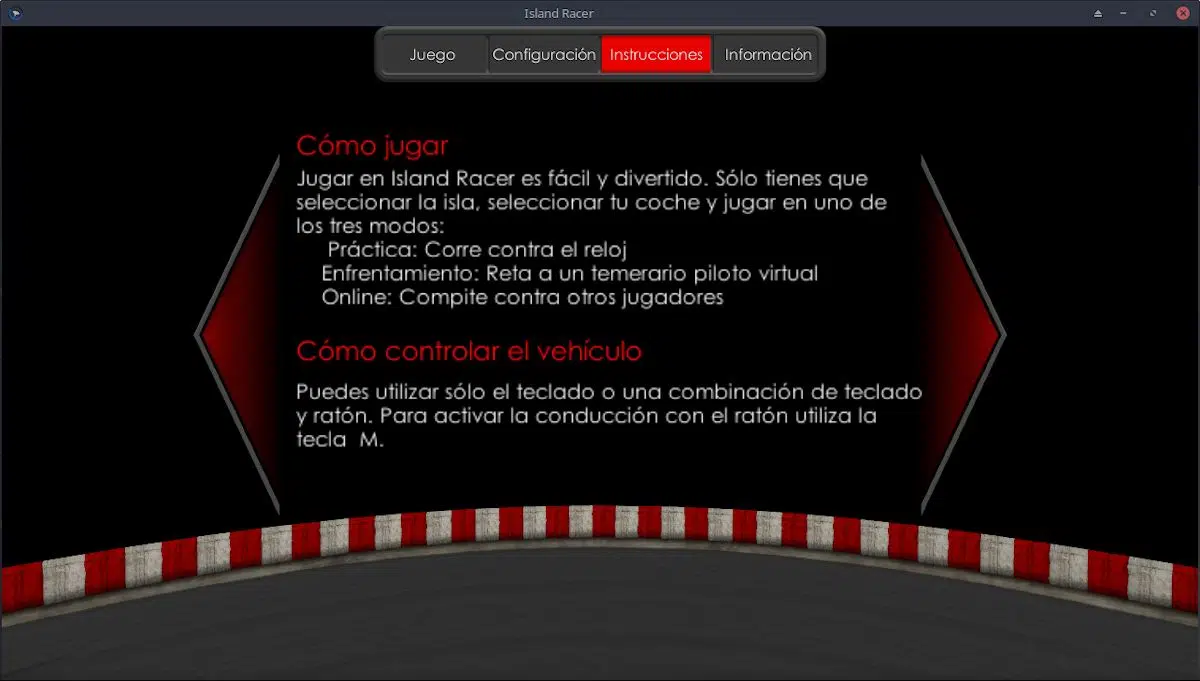 Island Racer
Juego Configuración Instrucciones Información
Cómo jugar
Jugar en Island Racer es fácil y divertido. Sólo tienes que
seleccionar la isla, seleccionar tu coche y jugar en uno de
los tres modos:
Práctica: Corre contra el reloj
Enfrentamiento: Reta a un temerario piloto virtual
Online: Compite contra otros jugadores
Cómo controlar el vehículo
Puedes utilizar sólo el teclado o una combinación de teclado
y ratón. Para activar la conducción con el ratón utiliza la
tecla M.